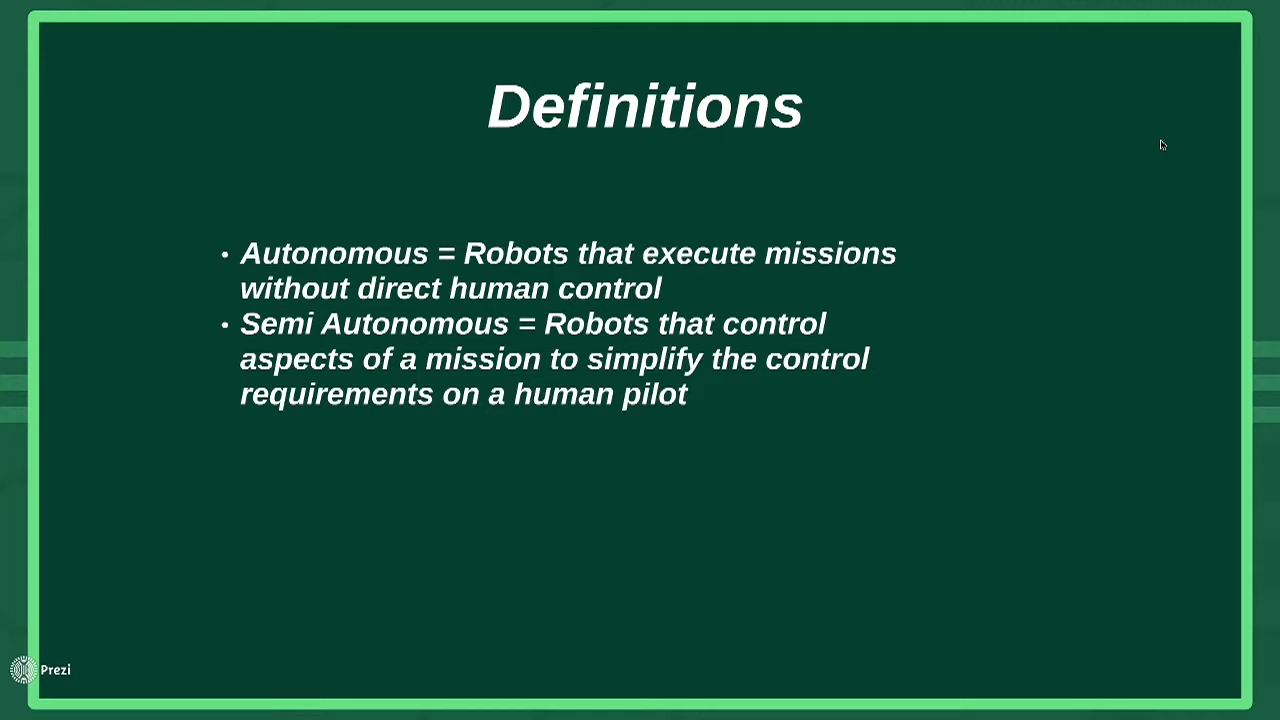 Definitions
• Autonomous = Robots that execute missions
without direct human control
• Semi Autonomous = Robots that control
aspects of a mission to simplify the control
requirements on a human pilot
Prezi